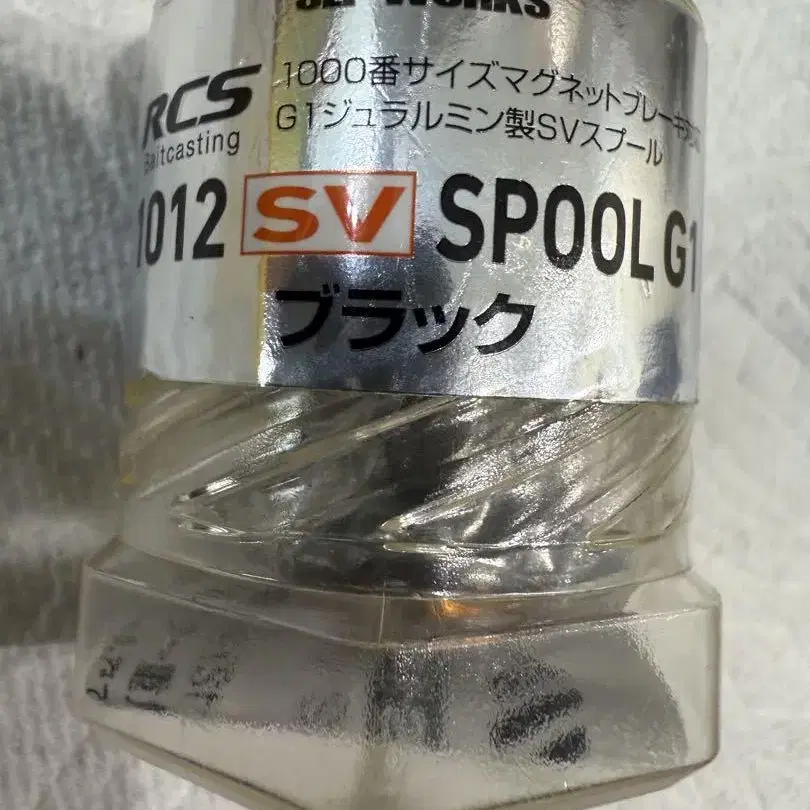 WORKS
RCS
Baitcasting
1000番サイズマグネットブレーキ
G1ジュラルミン製SVスプール
1012 SV SPOOL G1
ブラック